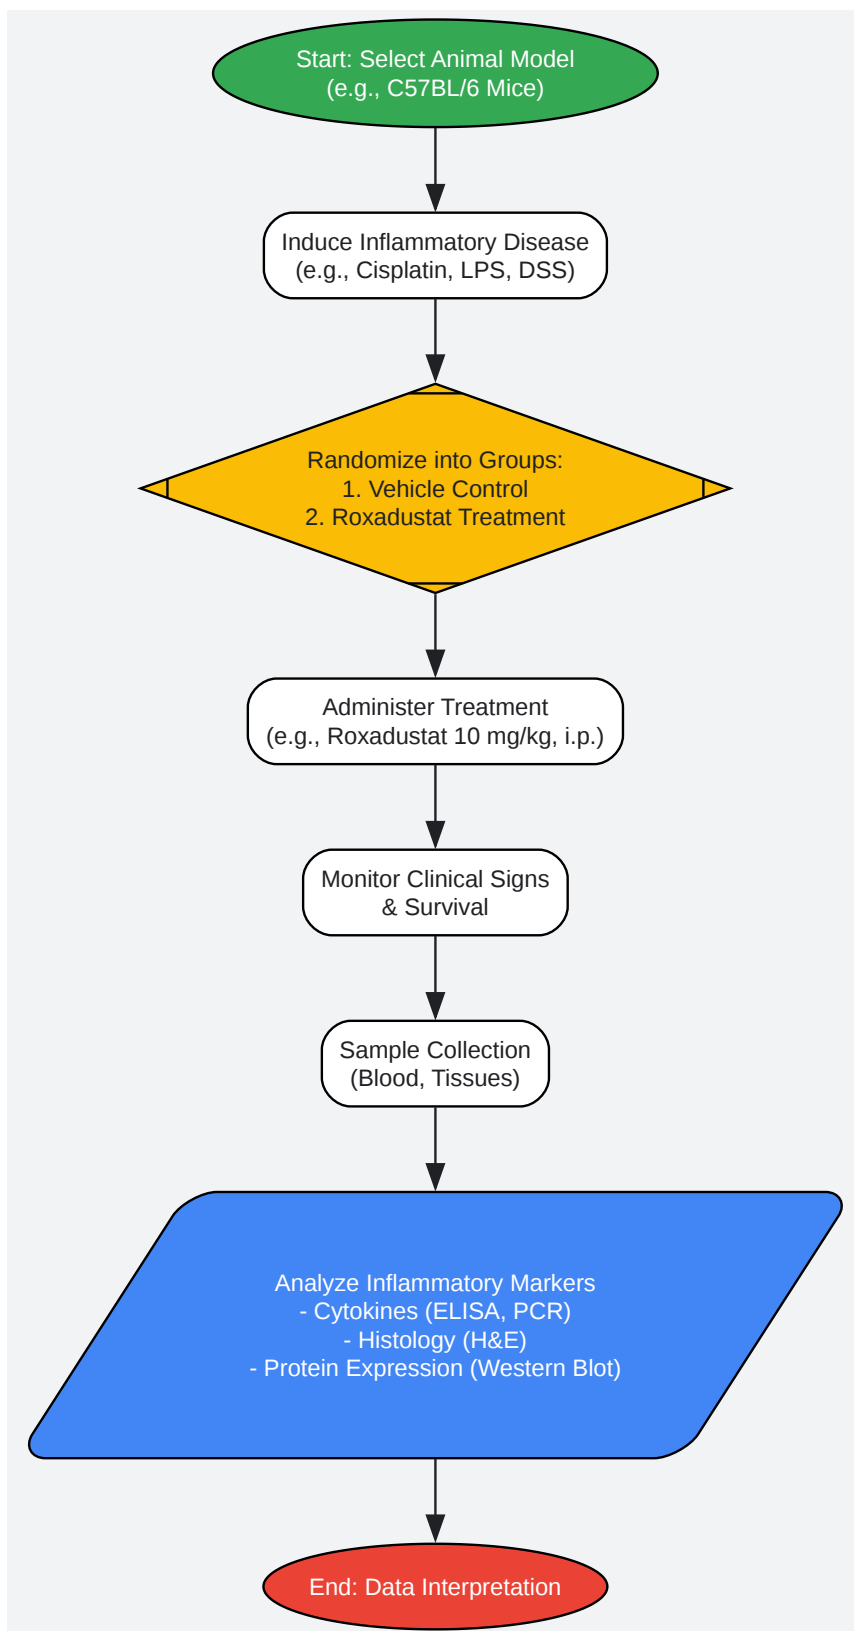 Start: Select Animal Model
(e.g., C57BL/6 Mice)
Induce Inflammatory Disease
(e.g., Cisplatin, LPS, DSS)
Randomize into Groups:
1. Vehicle Control
2. Roxadustat Treatment
Administer Treatment
(e.g., Roxadustat 10 mg/kg, i.p.)
Monitor Clinical Signs
& Survival
Sample Collection
(Blood, Tissues)
Analyze Inflammatory Markers
- Cytokines (ELISA, PCR)
- Histology (H&E)
- Protein Expression (Western Blot)
End: Data Interpretation